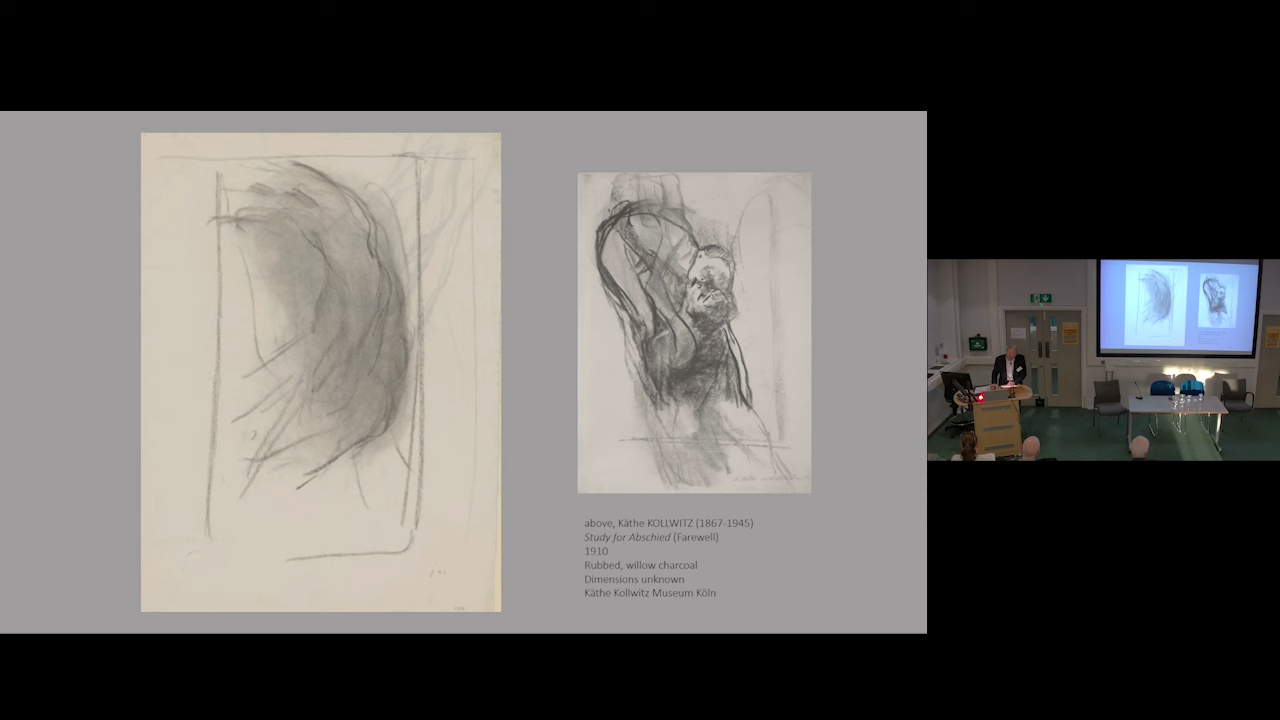 above, Käthe KOLLWITZ (1867-1945)
Study for Abschied (Farewell)
1910
Rubbed, willow charcoal
Dimensions unknown
Käthe Kollwitz Museum Köln